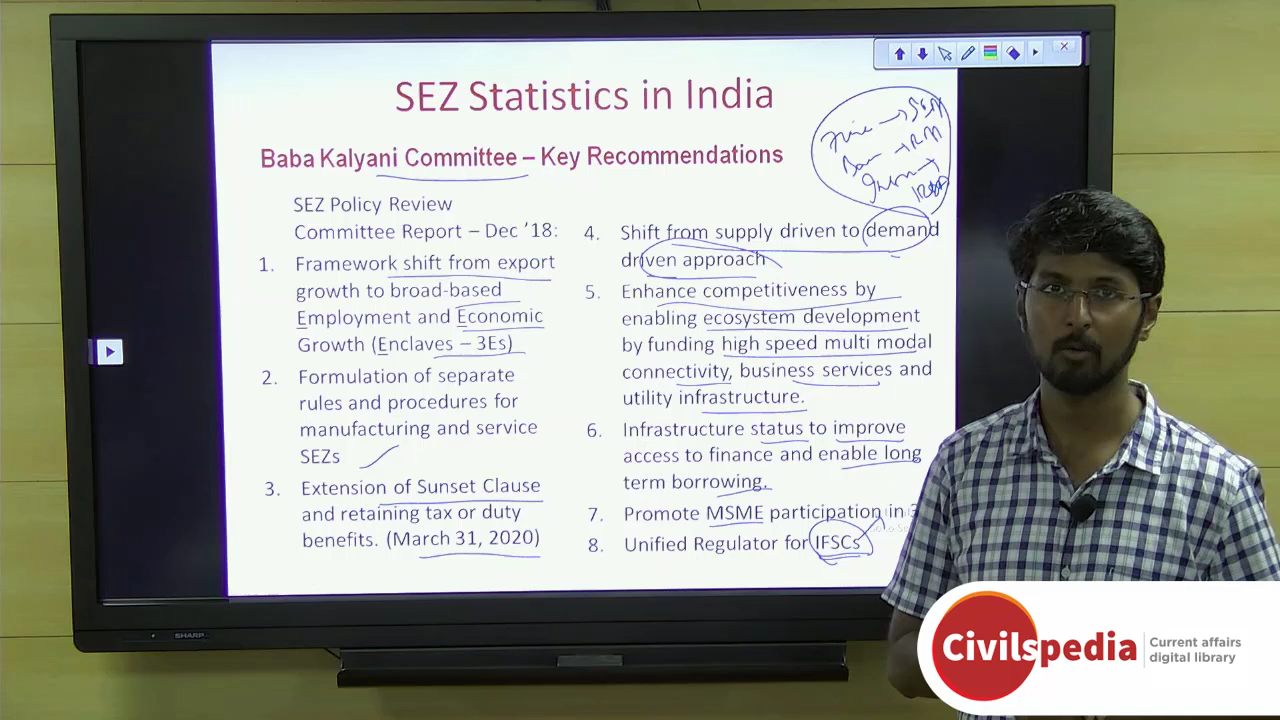 SEZ Statistics in India
Baba Kalyani Committee – Key Recommendations
SEZ Policy Review
Committee Report – Dec ’18:
1. Framework shift from export
growth to broad-based
Employment and Economic
Growth (Enclaves – 3Es)
2. Formulation of separate
rules and procedures for
manufacturing and service
SEZs
3. Extension of Sunset Clause
and retaining tax or duty
benefits. (March 31, 2020)
4. Shift from supply driven to demand
driven approach
5. Enhance competitiveness by
enabling ecosystem development
by funding high speed multi modal
connectivity, business services and
utility infrastructure.
6. Infrastructure status to improve
access to finance and enable long
term borrowing.
7. Promote MSME participation in
8. Unified Regulator for IFSCs
SHARP
Civilspedia
Current affairs
digital library